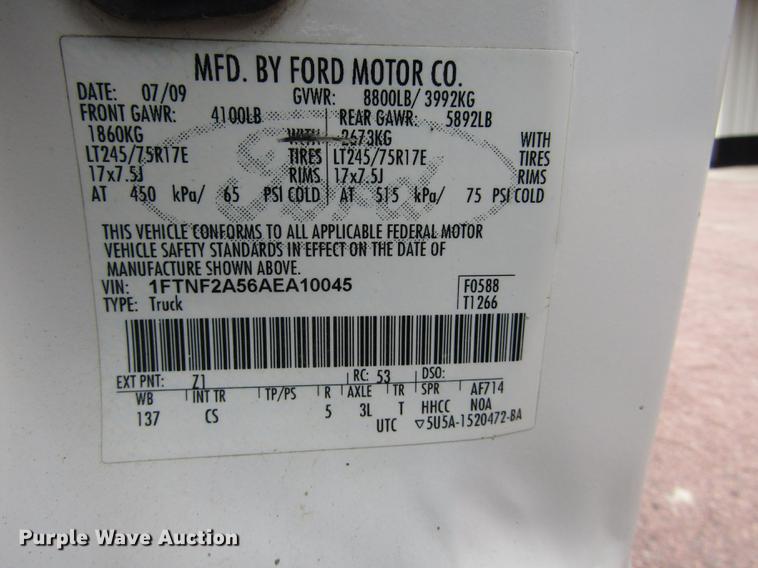 MFD. BY FORD MOTOR CO.
DATE: 07/09 GVWR: 8800LB/ 3992KG
FRONT GAWR: 4100LB REAR GAWR: 5892LB
1860KG WITH 2673KG WITH
LT245/75R17E TIRES LT245/75R17E TIRES
17x7.5J RIMS 17x7.5J RIMS
AT 450 kPa/ 65 PSI COLD AT 515 kPa/ 75 PSI COLD
Ford
THIS VEHICLE CONFORMS TO ALL APPLICABLE FEDERAL MOTOR
VEHICLE SAFETY STANDARDS IN EFFECT ON THE DATE OF
MANUFACTURE SHOWN ABOVE.
VIN: 1FTNF2A56AEA10045 F0588
TYPE: Truck T1266
EXT PNT: Z1 RC: 53 DSO:
WB INT TR TP/PS R AXLE TR SPR AF714
137 CS 5 3L T HHCC NOA
UTC ▽5U5A-1520472-BA
Purple Wave Auction